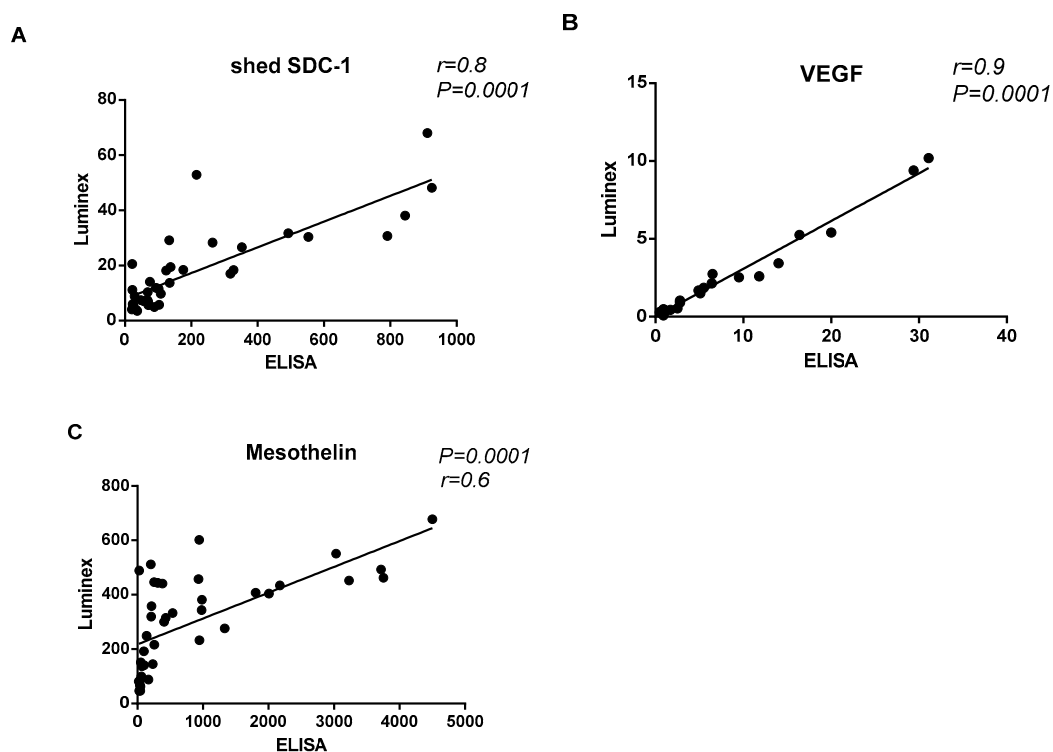 A
shed SDC-1
r=0.8
P=0.0001
80
60
40
20
0
Luminex
0 200 400 600 800 1000
ELISA
B
VEGF
r=0.9
P=0.0001
15
10
5
0
Luminex
0 10 20 30 40
ELISA
C
Mesothelin
P=0.0001
r=0.6
800
600
400
200
0
Luminex
0 1000 2000 3000 4000 5000
ELISA